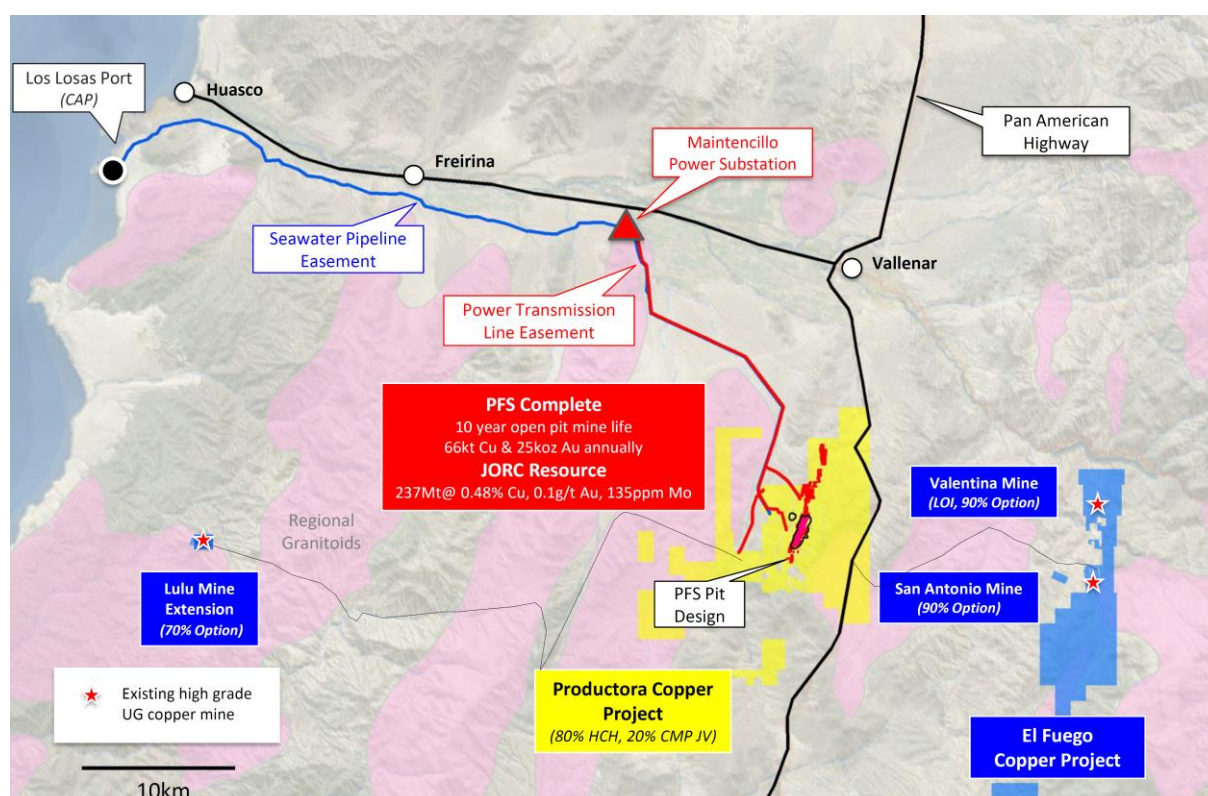 Los Losas Port
(CAP)
Huasco
Freirina
Maintencillo
Power Substation
Pan American
Highway
Seawater Pipeline
Easement
Vallenar
Power Transmission
Line Easement
PFS Complete
10 year open pit mine life
66kt Cu & 25koz Au annually
JORC Resource
237Mt@ 0.48% Cu, 0.1g/t Au, 135ppm Mo
Valentina Mine
(LOI, 90% Option)
Regional
Granitoids
Lulu Mine
Extension
(70% Option)
PFS Pit
Design
San Antonio Mine
(90% Option)
Existing high grade
UG copper mine
Productora Copper
Project
(80% HCH, 20% CMP JV)
El Fuego
Copper Project
10km